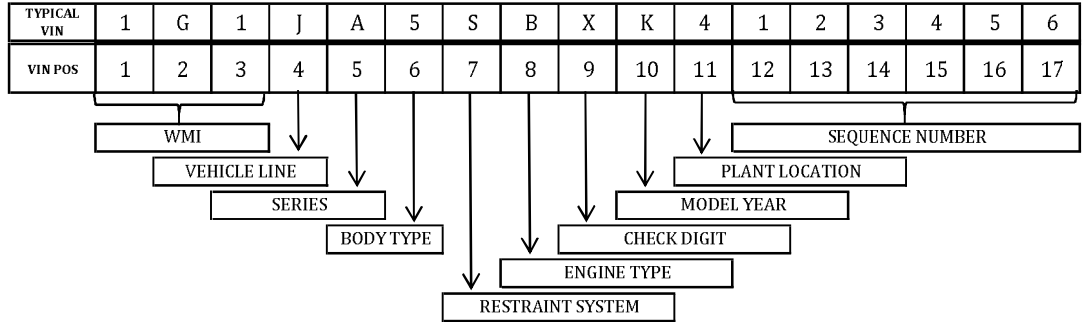 TYPICAL VIN 1 G 1 J A 5 S B X K 4 1 2 3 4 5 6
VIN POS 1 2 3 4 5 6 7 8 9 10 11 12 13 14 15 16 17
WMI SEQUENCE NUMBER
VEHICLE LINE PLANT LOCATION
SERIES MODEL YEAR
BODY TYPE CHECK DIGIT
ENGINE TYPE
RESTRAINT SYSTEM